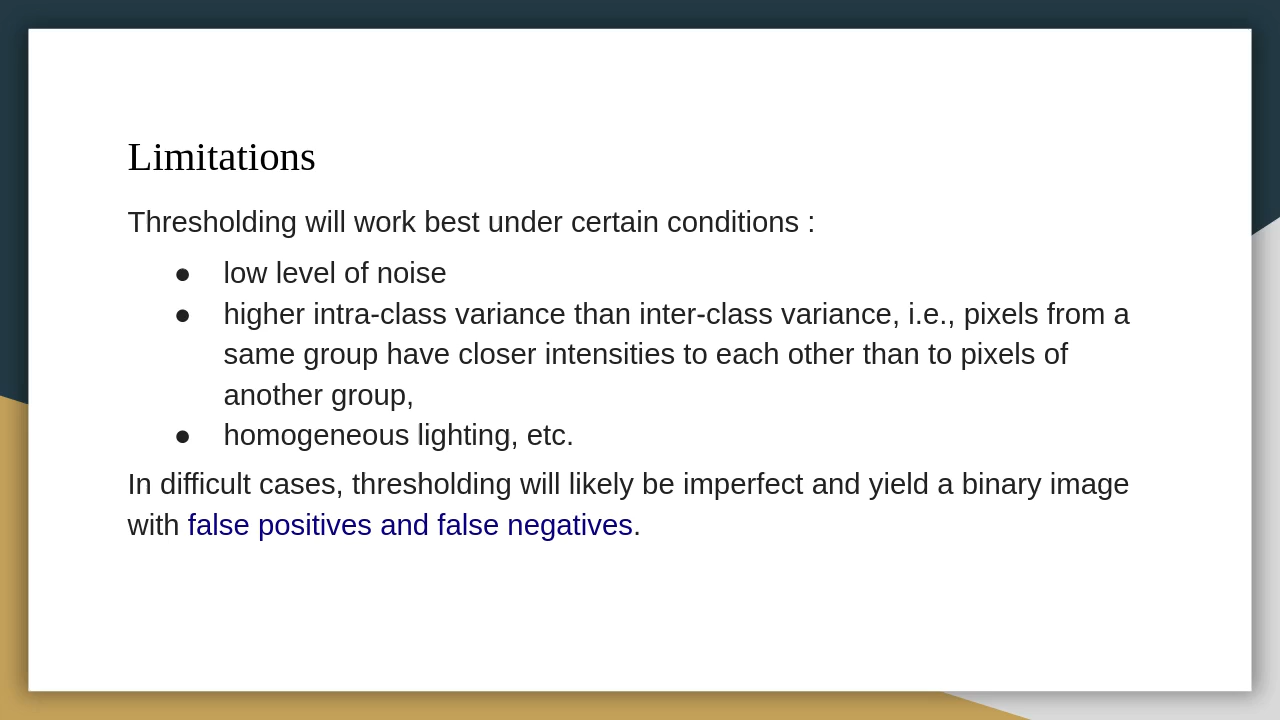 Limitations
Thresholding will work best under certain conditions :
● low level of noise
● higher intra-class variance than inter-class variance, i.e., pixels from a
same group have closer intensities to each other than to pixels of
another group,
● homogeneous lighting, etc.
In difficult cases, thresholding will likely be imperfect and yield a binary image
with false positives and false negatives.